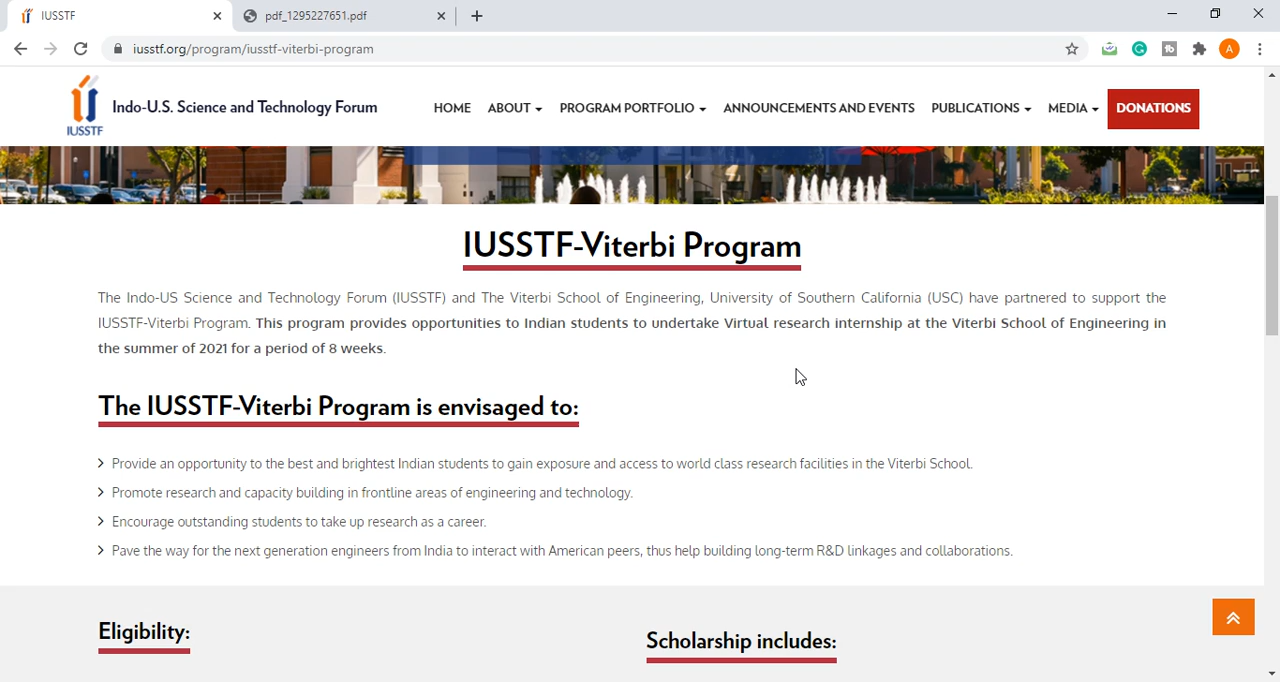 IUSSTF
pdf_1295227651.pdf
iusstf.org/program/iusstf-viterbi-program
A
IUSSTF
Indo-U.S. Science and Technology Forum
HOME ABOUT PROGRAM PORTFOLIO ANNOUNCEMENTS AND EVENTS PUBLICATIONS MEDIA DONATIONS
IUSSTF-Viterbi Program
The Indo-US Science and Technology Forum (IUSSTF) and The Viterbi School of Engineering, University of Southern California (USC) have partnered to support the
IUSSTF-Viterbi Program. This program provides opportunities to Indian students to undertake Virtual research internship at the Viterbi School of Engineering in
the summer of 2021 for a period of 8 weeks.
The IUSSTF-Viterbi Program is envisaged to:
Provide an opportunity to the best and brightest Indian students to gain exposure and access to world class research facilities in the Viterbi School.
Promote research and capacity building in frontline areas of engineering and technology.
Encourage outstanding students to take up research as a career.
Pave the way for the next generation engineers from India to interact with American peers, thus help building long-term R&D linkages and collaborations.
Eligibility:
Scholarship includes: